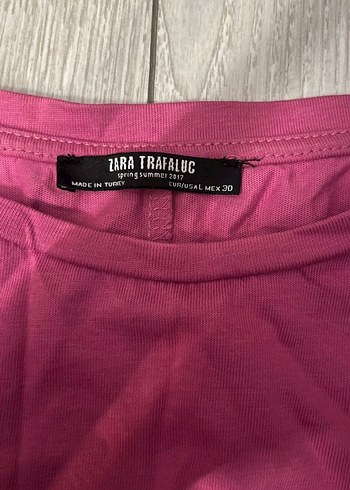 ZARA TRAFALUC
spring summer 2017
MADE IN TURKEY EUR/USA L MEX 30